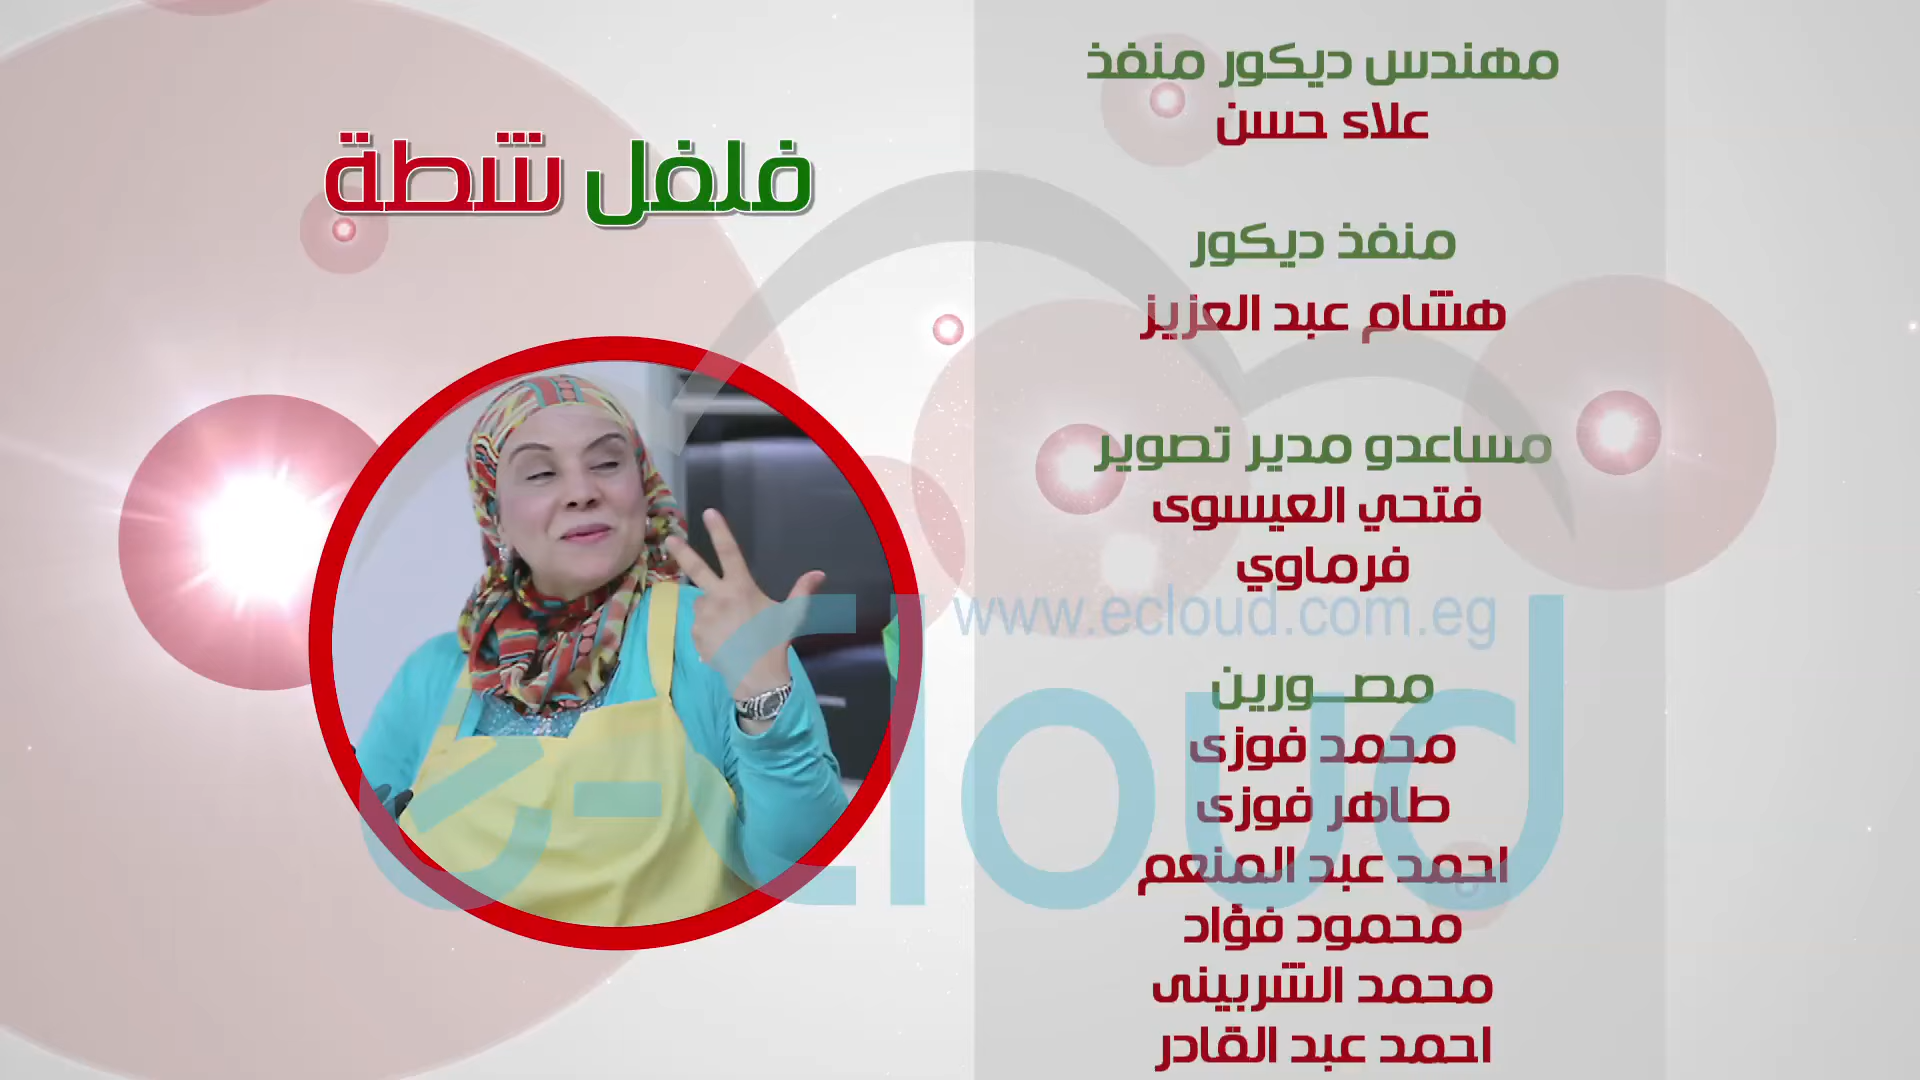 فلفل شطة
مهندس ديكور منفذ
علاء حسن
منفذ ديكور
هشام عبد العزيز
مساعدو مدير تصوير
فتحي العيسوى
فرماوي
www.ecloud.com.eg
e-Cloud
مصــورين
محمد فوزى
طاهر فوزى
احمد عبد المنعم
محمود فؤاد
محمد الشربينى
احمد عبد القادر